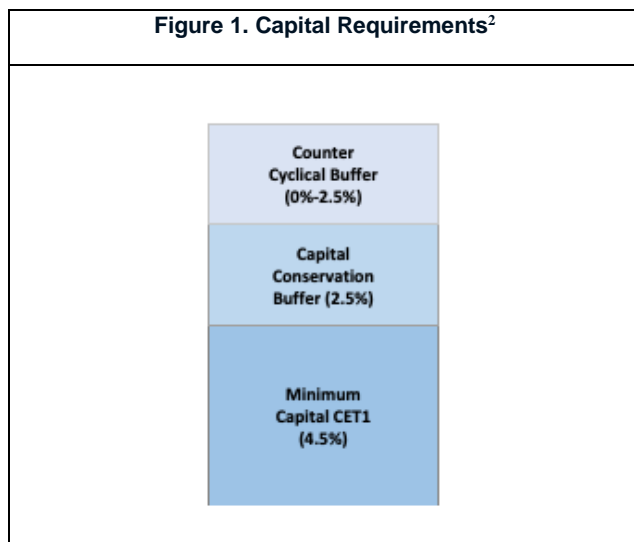 Figure 1. Capital Requirements²
Counter
Cyclical Buffer
(0%-2.5%)
Capital
Conservation
Buffer (2.5%)
Minimum
Capital CET1
(4.5%)